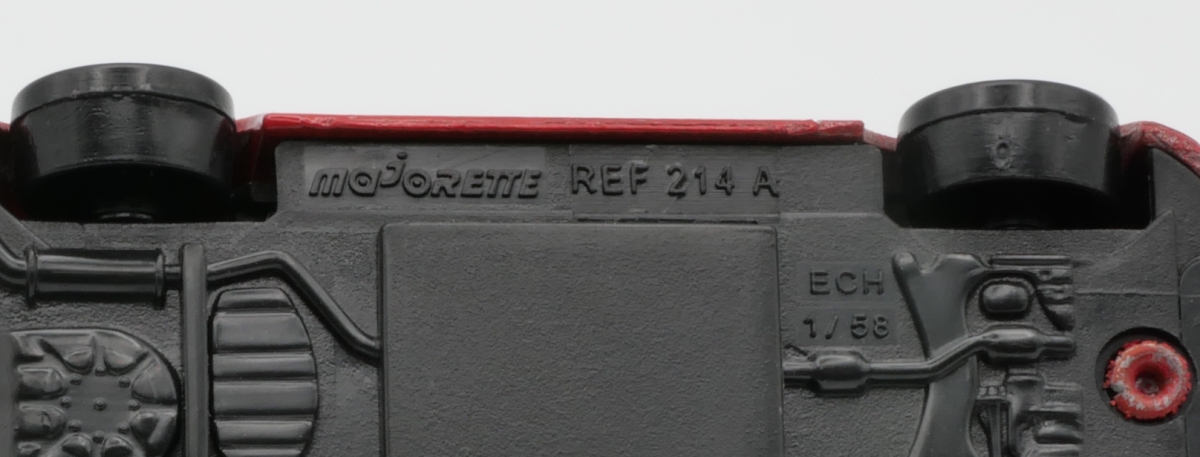 majORETTE REF 214 A
ECH
1/58